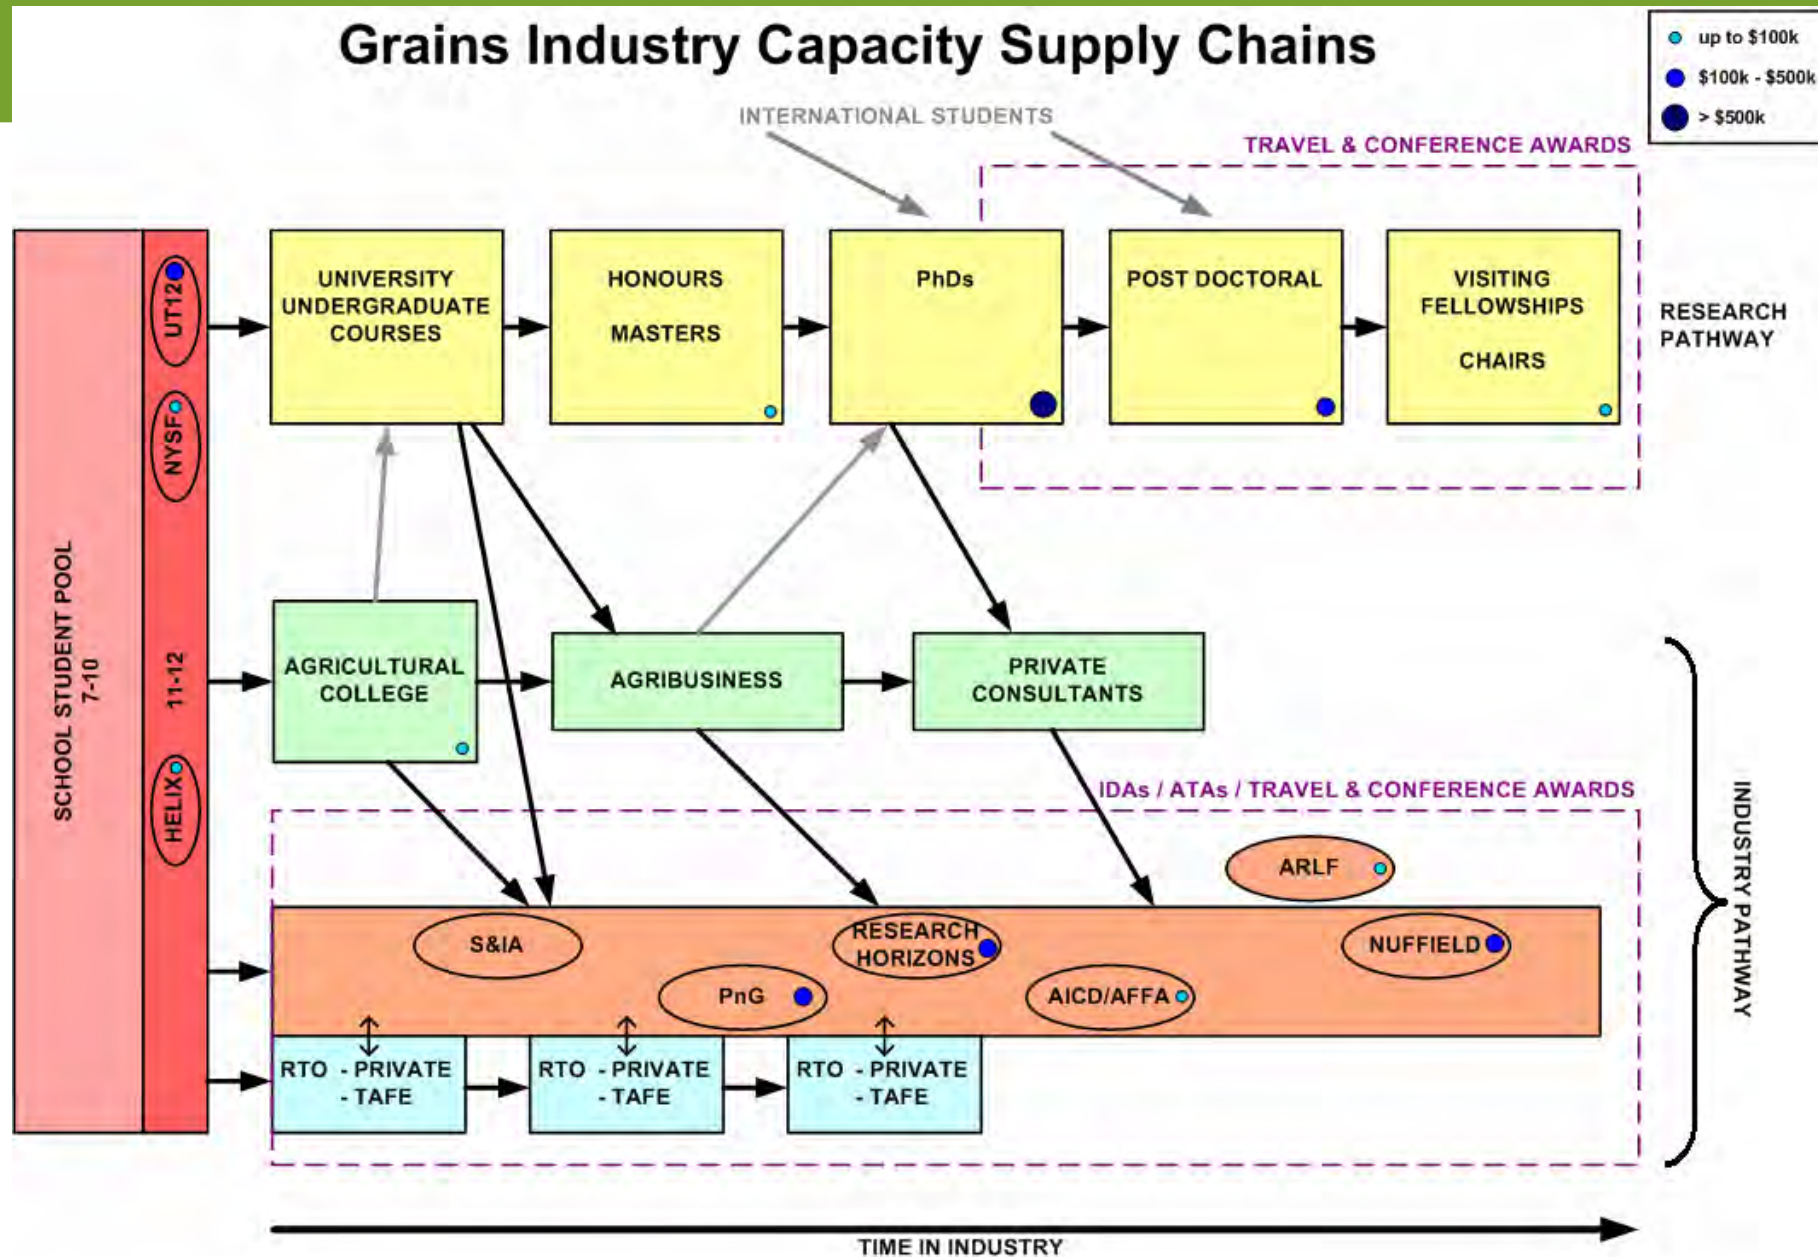 Grains Industry Capacity Supply Chains
up to $100k
$100k - $500k
> $500k
INTERNATIONAL STUDENTS
TRAVEL & CONFERENCE AWARDS
SCHOOL STUDENT POOL
7-10
UT12
NYSF
11-12
HELIX
UNIVERSITY
UNDERGRADUATE
COURSES
HONOURS
MASTERS
PhDs
POST DOCTORAL
VISITING
FELLOWSHIPS
CHAIRS
RESEARCH
PATHWAY
AGRICULTURAL
COLLEGE
AGRIBUSINESS
PRIVATE
CONSULTANTS
IDAs / ATAs / TRAVEL & CONFERENCE AWARDS
ARLF
S&IA
RESEARCH
HORIZONS
NUFFIELD
PnG
AICD/AFFA
RTO - PRIVATE
- TAFE
RTO - PRIVATE
- TAFE
RTO - PRIVATE
- TAFE
INDUSTRY PATHWAY
TIME IN INDUSTRY